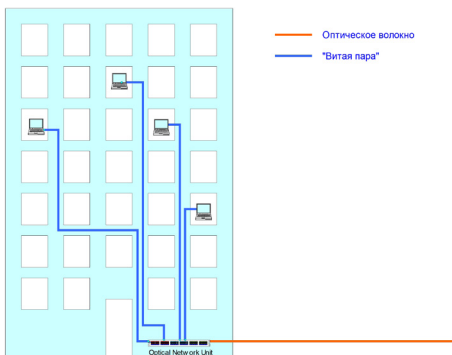 Оптическое волокно
"Витая пара"
Optical Network Unit